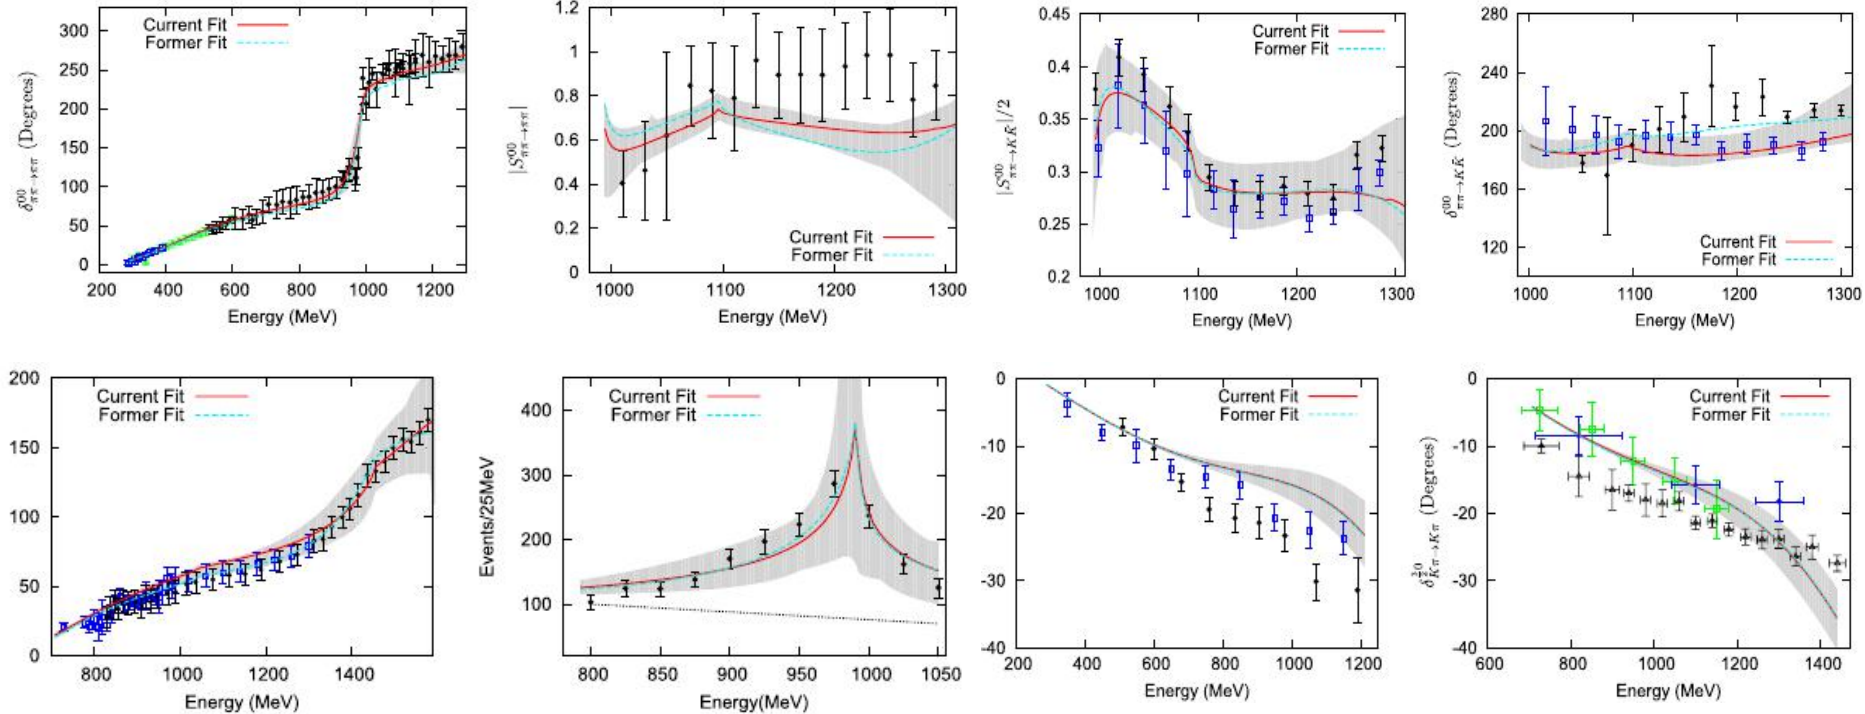 Current Fit
Former Fit
300
250
200
150
100
50
0
200 400 600 800 1000 1200
Energy (MeV)
δ^{00}_{ππ→ππ} (Degrees)
Current Fit
Former Fit
1.2
1
0.8
0.6
0.4
0.2
0
1000 1100 1200 1300
Energy (MeV)
|S^{00}_{ππ→ππ}|
Current Fit
Former Fit
0.45
0.4
0.35
0.3
0.25
0.2
1000 1100 1200 1300
Energy (MeV)
|S^{00}_{ππ→KK̄}|/2
Current Fit
Former Fit
280
240
200
160
120
1000 1100 1200 1300
Energy (MeV)
δ^{00}_{ππ→KK̄} (Degrees)
Current Fit
Former Fit
200
150
100
50
0
800 1000 1200 1400
Energy (MeV)
Current Fit
Former Fit
400
300
200
100
800 850 900 950 1000 1050
Energy(MeV)
Events/25MeV
Current Fit
Former Fit
0
-10
-20
-30
-40
200 400 600 800 1000 1200
Energy (MeV)
Current Fit
Former Fit
0
-10
-20
-30
-40
600 800 1000 1200 1400
Energy (MeV)
δ^{\frac{3}{2}0}_{Kπ→Kπ} (Degrees)